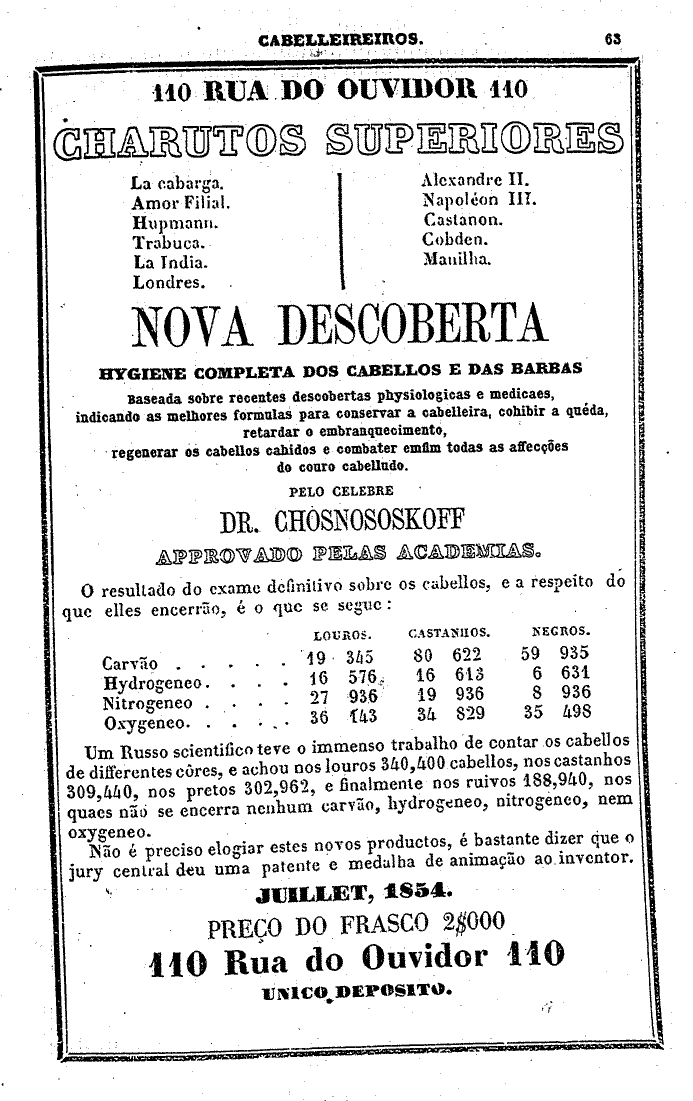 CABELLEIREIROS. 63
110 RUA DO OUVIDOR 110
CHARUTOS SUPERIORES
La cabarga.
Amor Filial.
Hupmann.
Trabuca.
La India.
Londres.
Alexandre II.
Napoléon III.
Castanon.
Cobden.
Manilha.
NOVA DESCOBERTA
HYGIENE COMPLETA DOS CABELLOS E DAS BARBAS
Baseada sobre recentes descobertas physiologicas e medicaes,
indicando as melhores formulas para conservar a cabelleira, cohibir a quéda,
retardar o embranquecimento,
regenerar os cabellos cahidos e combater emfim todas as affecções
do couro cabelludo.
PELO CELEBRE
DR. CHOSNOSOSKOFF
APPROVADO PELAS ACADEMIAS.
O resultado do exame definitivo sobre os cabellos, e a respeito do
que elles encerrão, é o que se segue :
LOUROS. CASTANHOS. NEGROS.
Carvão . . . . . 19 345 80 622 59 935
Hydrogeneo. . . . 16 576 16 613 6 631
Nitrogeneo . . . . 27 936 19 936 8 936
Oxygeneo. . . . . 36 143 34 829 35 498
Um Russo scientifico teve o immenso trabalho de contar os cabellos
de differentes côres, e achou nos louros 340,400 cabellos, nos castanhos
309,440, nos pretos 302,962, e finalmente nos ruivos 188,940, nos
quaes não se encerra nenhum carvão, hydrogeneo, nitrogeneo, nem
oxygeneo.
Não é preciso elogiar estes novos productos, é bastante dizer que o
jury central deu uma patente e medalha de animação ao inventor.
JUILLET, 1854.
PREÇO DO FRASCO 2$000
110 Rua do Ouvidor 110
UNICO DEPOSITO.